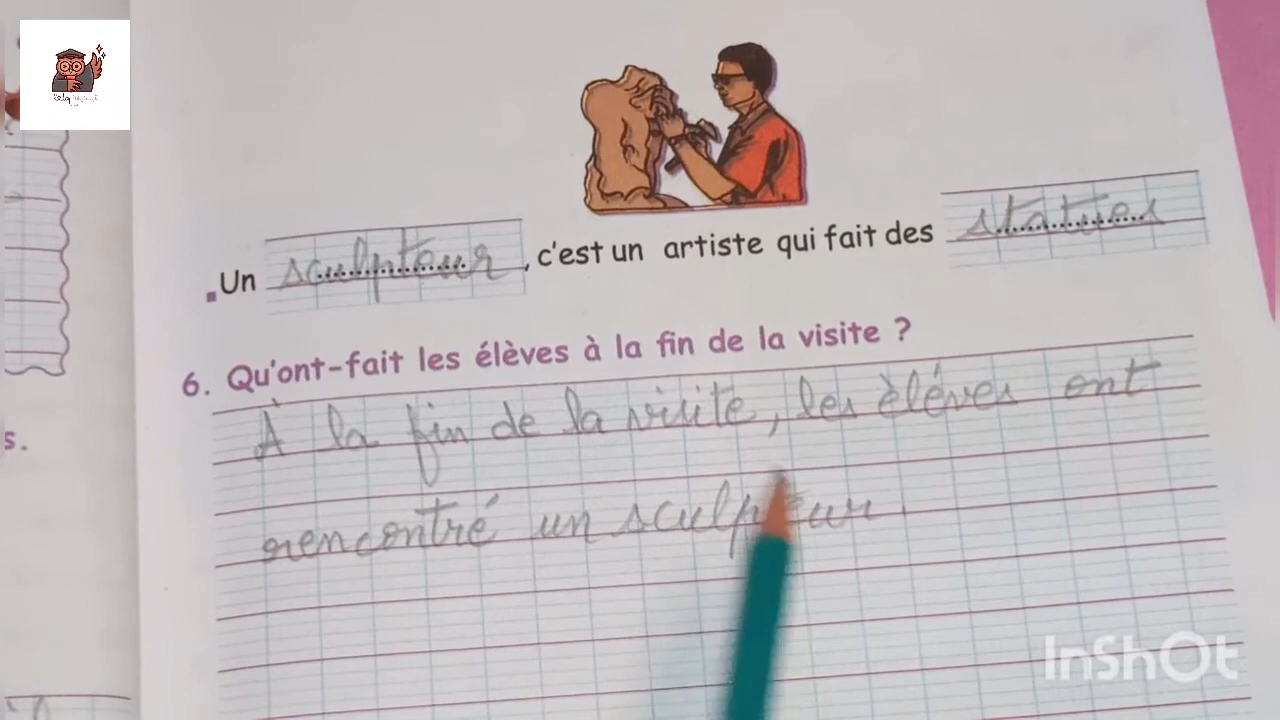 Un sculpteur, c'est un artiste qui fait des statues
6. Qu'ont-fait les élèves à la fin de la visite ?
À la fin de la visite, les èléves ont
rencontré un sculpteur.
s.
InShOt